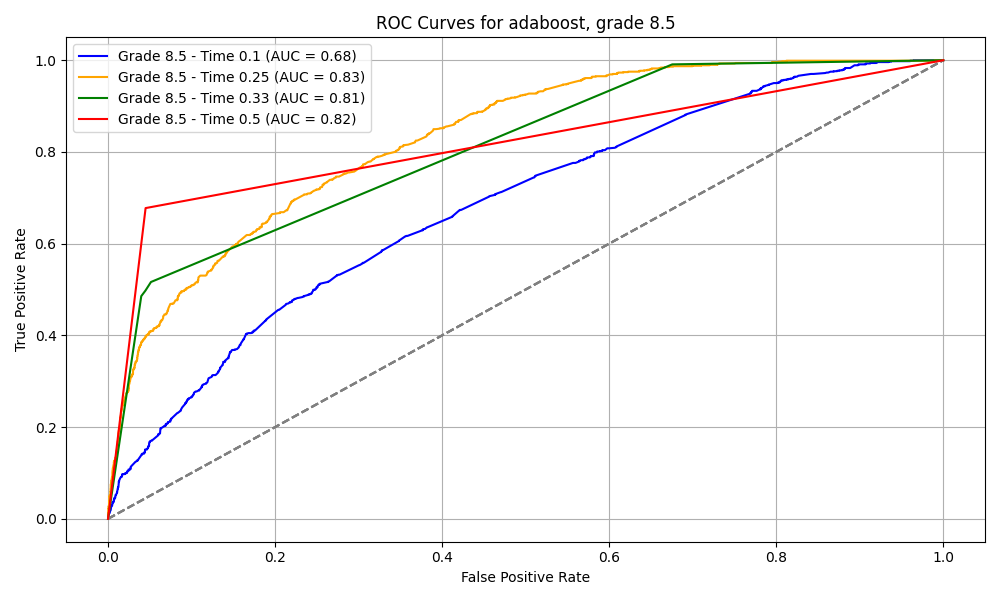 ROC Curves for adaboost, grade 8.5
Grade 8.5 - Time 0.1 (AUC = 0.68)
Grade 8.5 - Time 0.25 (AUC = 0.83)
Grade 8.5 - Time 0.33 (AUC = 0.81)
Grade 8.5 - Time 0.5 (AUC = 0.82)
True Positive Rate
1.0
0.8
0.6
0.4
0.2
0.0
0.0 0.2 0.4 0.6 0.8 1.0
False Positive Rate